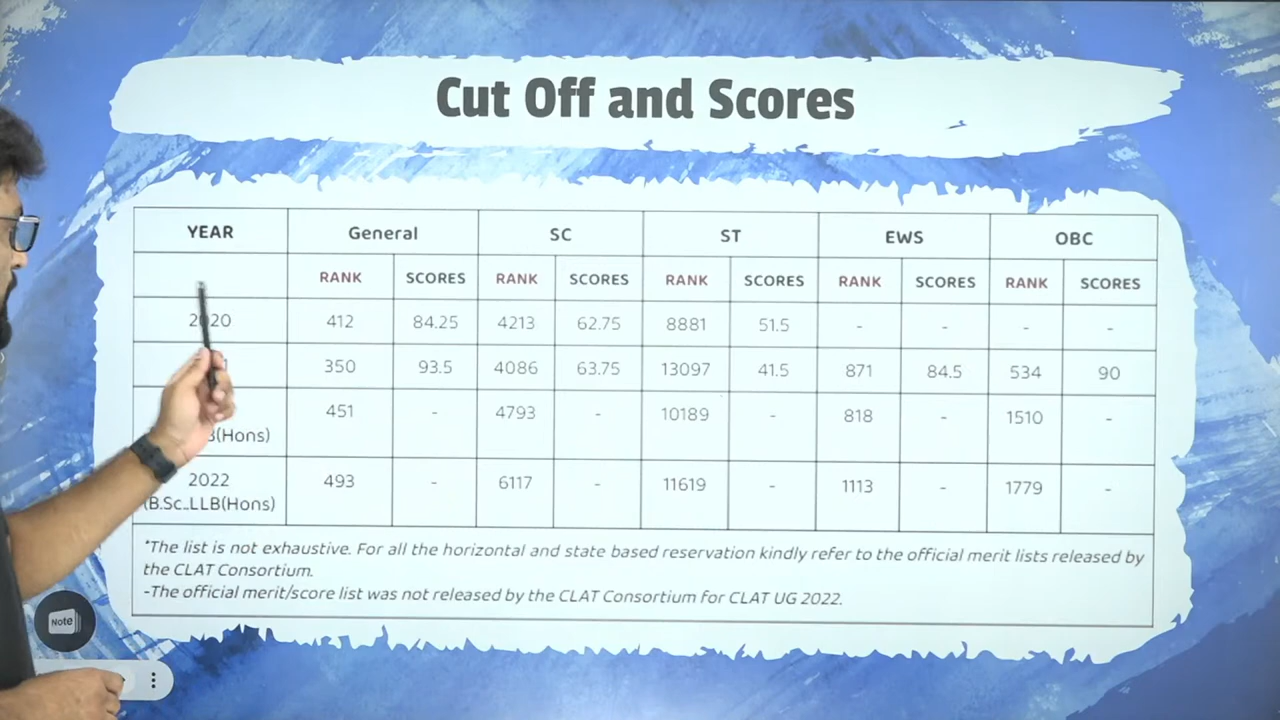 Cut Off and Scores
YEAR General SC ST EWS OBC
RANK SCORES RANK SCORES RANK SCORES RANK SCORES RANK SCORES
2020 412 84.25 4213 62.75 8881 51.5 - - - -
350 93.5 4086 63.75 13097 41.5 871 84.5 534 90
451 - 4793 - 10189 - 818 - 1510 -
(Hons)
2022 493 - 6117 - 11619 - 1113 - 1779 -
(B.Sc.,LLB(Hons)
*The list is not exhaustive. For all the horizontal and state based reservation kindly refer to the official merit lists released by
the CLAT Consortium.
-The official merit/score list was not released by the CLAT Consortium for CLAT UG 2022.
Note